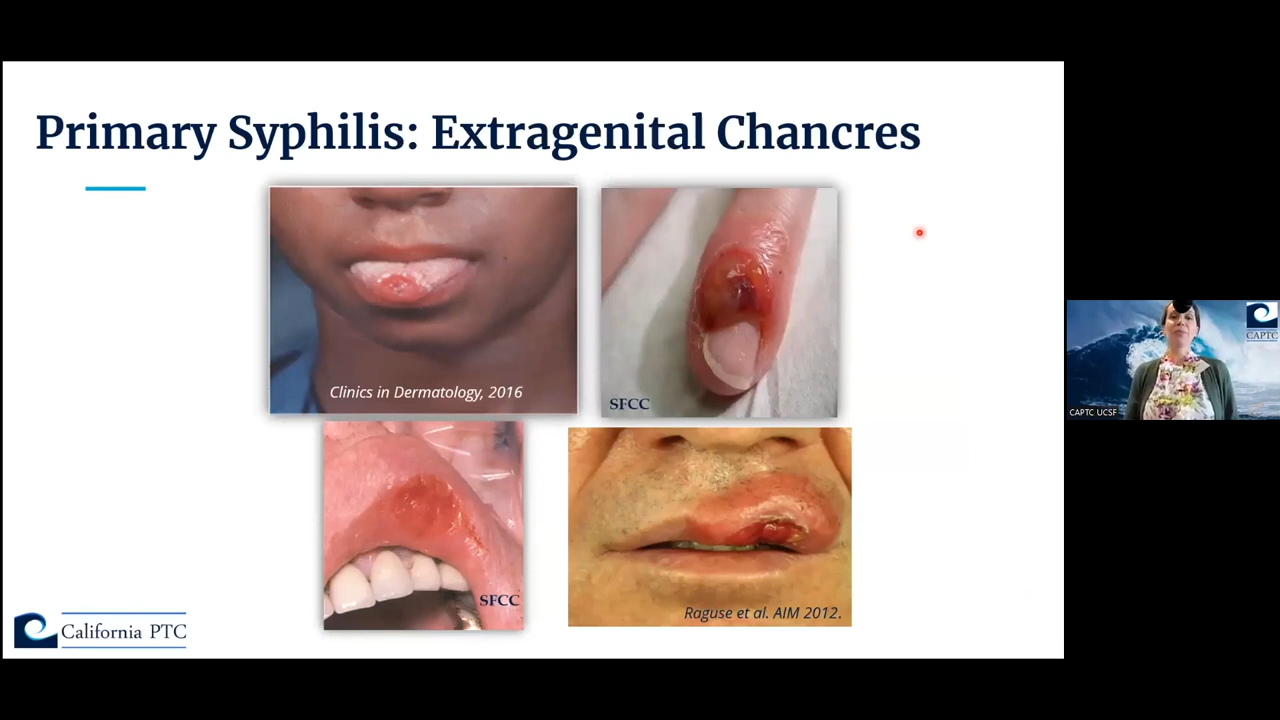 Primary Syphilis: Extragenital Chancres
Clinics in Dermatology, 2016
SFCC
SFCC
Raguse et al. AIM 2012.
California PTC
CAPTC
CAPTC UCSF